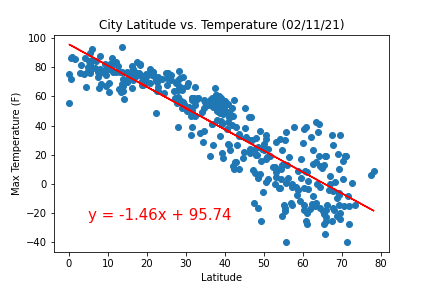 City Latitude vs. Temperature (02/11/21)
Max Temperature (F)
100
80
60
40
20
0
−20
−40
y = -1.46x + 95.74
0 10 20 30 40 50 60 70 80
Latitude